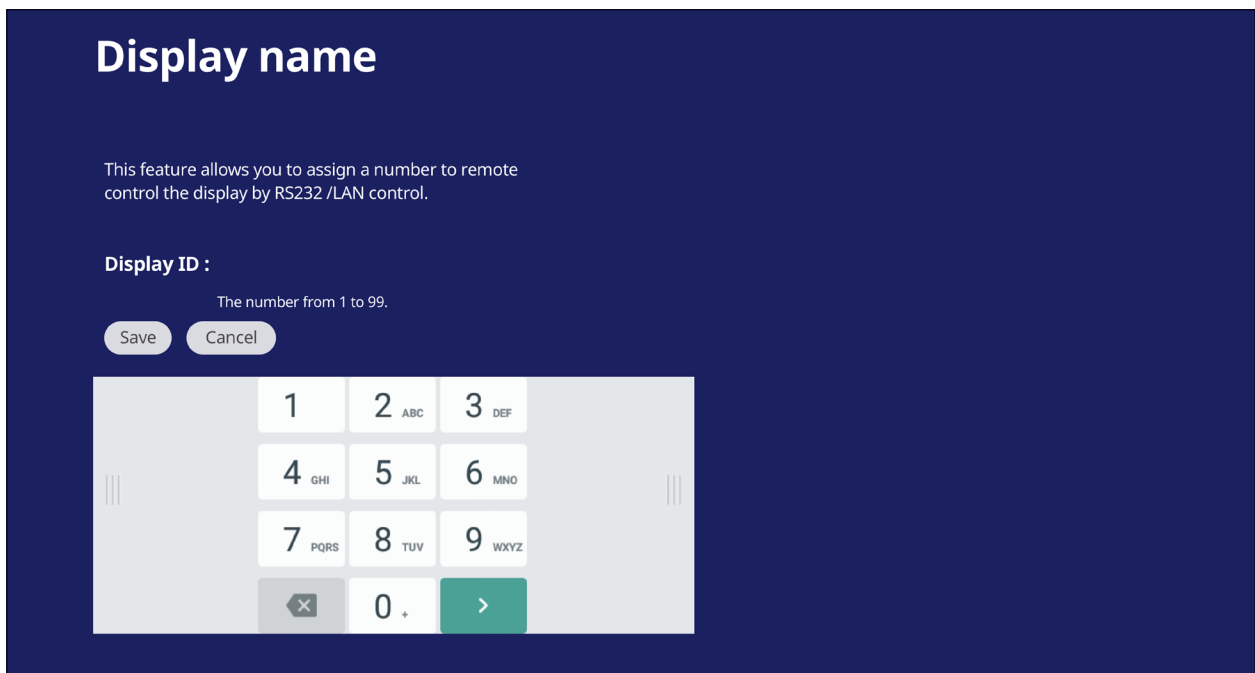 Display name
This feature allows you to assign a number to remote
control the display by RS232 /LAN control.
Display ID :
The number from 1 to 99.
Save Cancel
1 2 ABC 3 DEF
4 GHI 5 JKL 6 MNO
7 PQRS 8 TUV 9 WXYZ
0 +